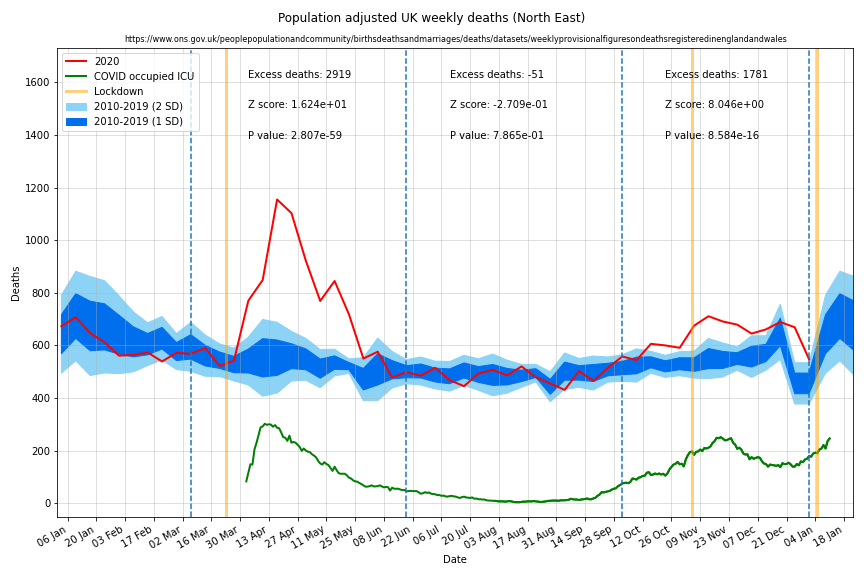 Population adjusted UK weekly deaths (North East)
https://www.ons.gov.uk/peoplepopulationandcommunity/birthsdeathsandmarriages/deaths/datasets/weeklyprovisionalfiguresondeathsregisteredinenglandandwales
2020
COVID occupied ICU
Lockdown
2010-2019 (2 SD)
2010-2019 (1 SD)
Excess deaths: 2919
Z score: 1.624e+01
P value: 2.807e-59
Excess deaths: -51
Z score: -2.709e-01
P value: 7.865e-01
Excess deaths: 1781
Z score: 8.046e+00
P value: 8.584e-16
Deaths
1600
1400
1200
1000
800
600
400
200
0
06 Jan
20 Jan
03 Feb
17 Feb
02 Mar
16 Mar
30 Mar
13 Apr
27 Apr
11 May
25 May
08 Jun
22 Jun
06 Jul
20 Jul
03 Aug
17 Aug
31 Aug
14 Sep
28 Sep
12 Oct
26 Oct
09 Nov
23 Nov
07 Dec
21 Dec
04 Jan
18 Jan
Date